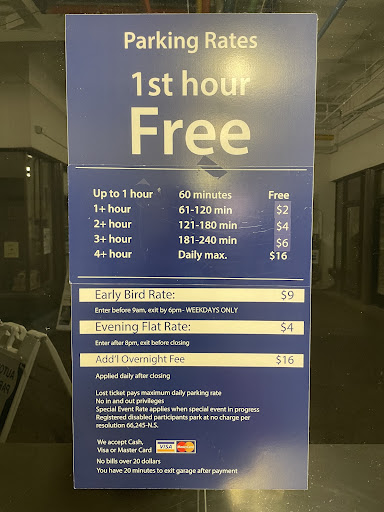 Parking Rates
1st hour
Free
Up to 1 hour 60 minutes Free
1+ hour 61-120 min $2
2+ hour 121-180 min $4
3+ hour 181-240 min $6
4+ hour Daily max. $16
Early Bird Rate: $9
Enter before 9am, exit by 6pm- WEEKDAYS ONLY
Evening Flat Rate: $4
Enter after 8pm, exit before closing
Add'l Overnight Fee $16
Applied daily after closing
Lost ticket pays maximum daily parking rate
No in and out privileges
Special Event Rate applies when special event in progress
Registered disabled participants park at no charge per
resolution 66,245-N.S.
We accept Cash,
Visa or Master Card VISA MasterCard
No bills over 20 dollars
You have 20 minutes to exit garage after payment